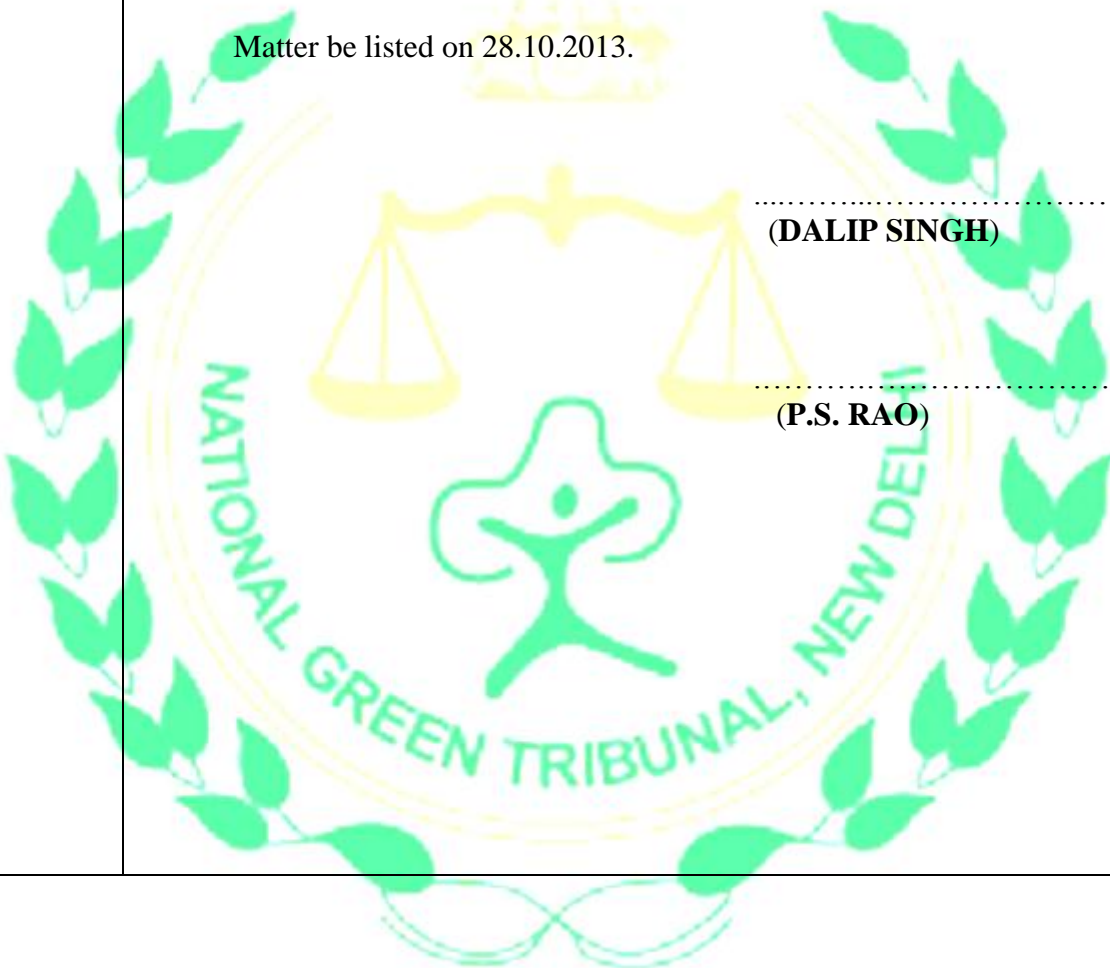 Matter be listed on 28.10.2013.
....……...……………………
(DALIP SINGH)
…………..……………………
(P.S. RAO)
NATIONAL GREEN TRIBUNAL, NEW DELHI